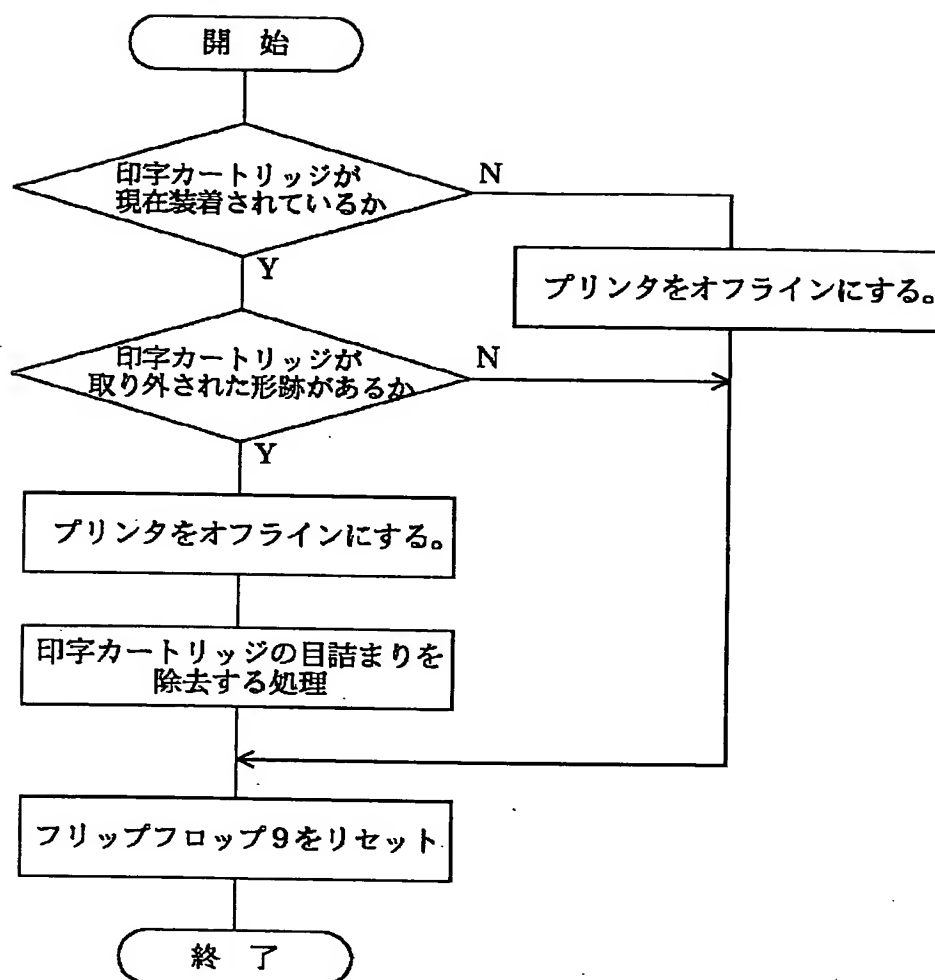 開 始
印字カートリッジが
現在装着されているか
N
Y
プリンタをオフラインにする。
印字カートリッジが
取り外された形跡があるか
N
Y
プリンタをオフラインにする。
印字カートリッジの目詰まりを
除去する処理
フリップフロップ9をリセット
終 了